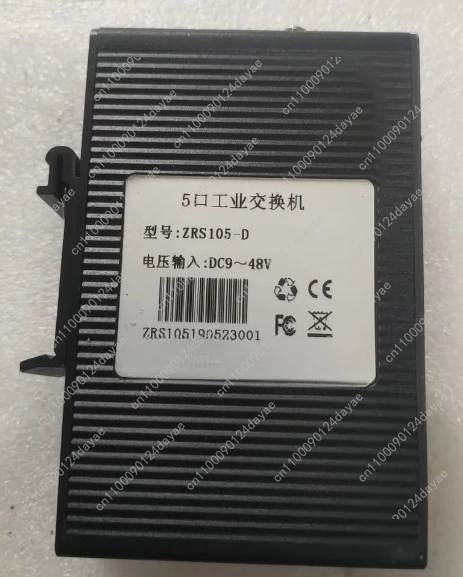 5口工业交换机
型号:ZRS105-D
电压输入:DC9～48V
ZRS105190523001
CE
FC
cn1100090124dayae